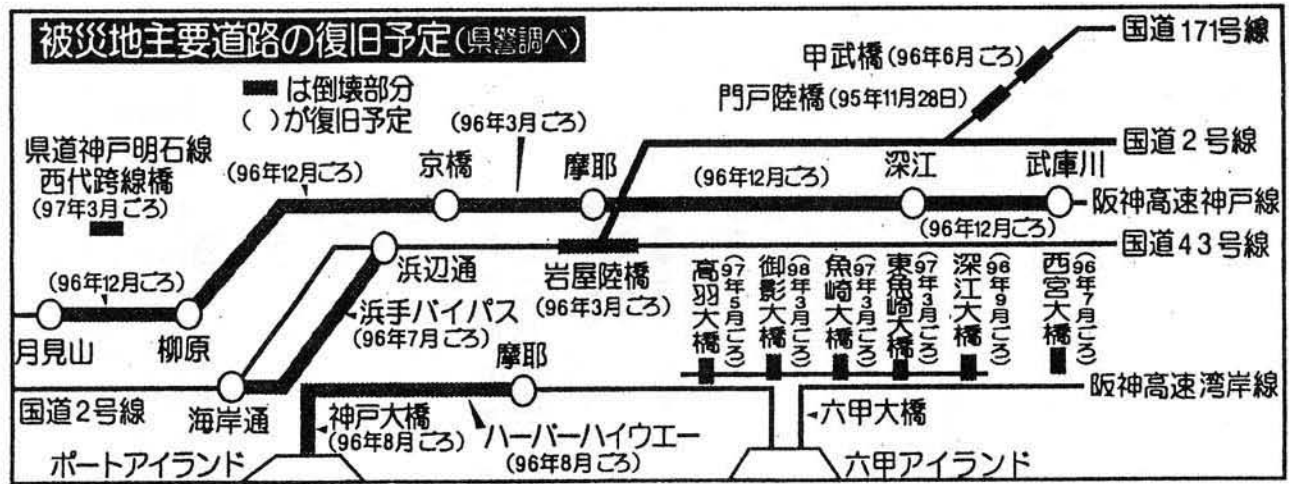 被災地主要道路の復旧予定(県警調べ)
は倒壊部分
( )が復旧予定
国道171号線
甲武橋(96年6月ごろ)
門戸陸橋(95年11月28日)
国道2号線
県道神戸明石線
西代跨線橋
(97年3月ごろ)
(96年12月ごろ)
京橋
(96年3月ごろ)
摩耶
(96年12月ごろ)
深江
武庫川
阪神高速神戸線
(96年12月ごろ)
国道43号線
(96年12月ごろ)
月見山
柳原
浜辺通
岩屋陸橋
(96年3月ごろ)
浜手バイパス
(96年7月ごろ)
高羽大橋
(97年5月ごろ)
御影大橋
(98年3月ごろ)
魚崎大橋
(97年3月ごろ)
東魚崎大橋
(97年3月ごろ)
深江大橋
(96年9月ごろ)
西宮大橋
(96年7月ごろ)
国道2号線
海岸通
神戸大橋
(96年8月ごろ)
摩耶
ハーバーハイウエー
(96年8月ごろ)
六甲大橋
阪神高速湾岸線
ポートアイランド
六甲アイランド